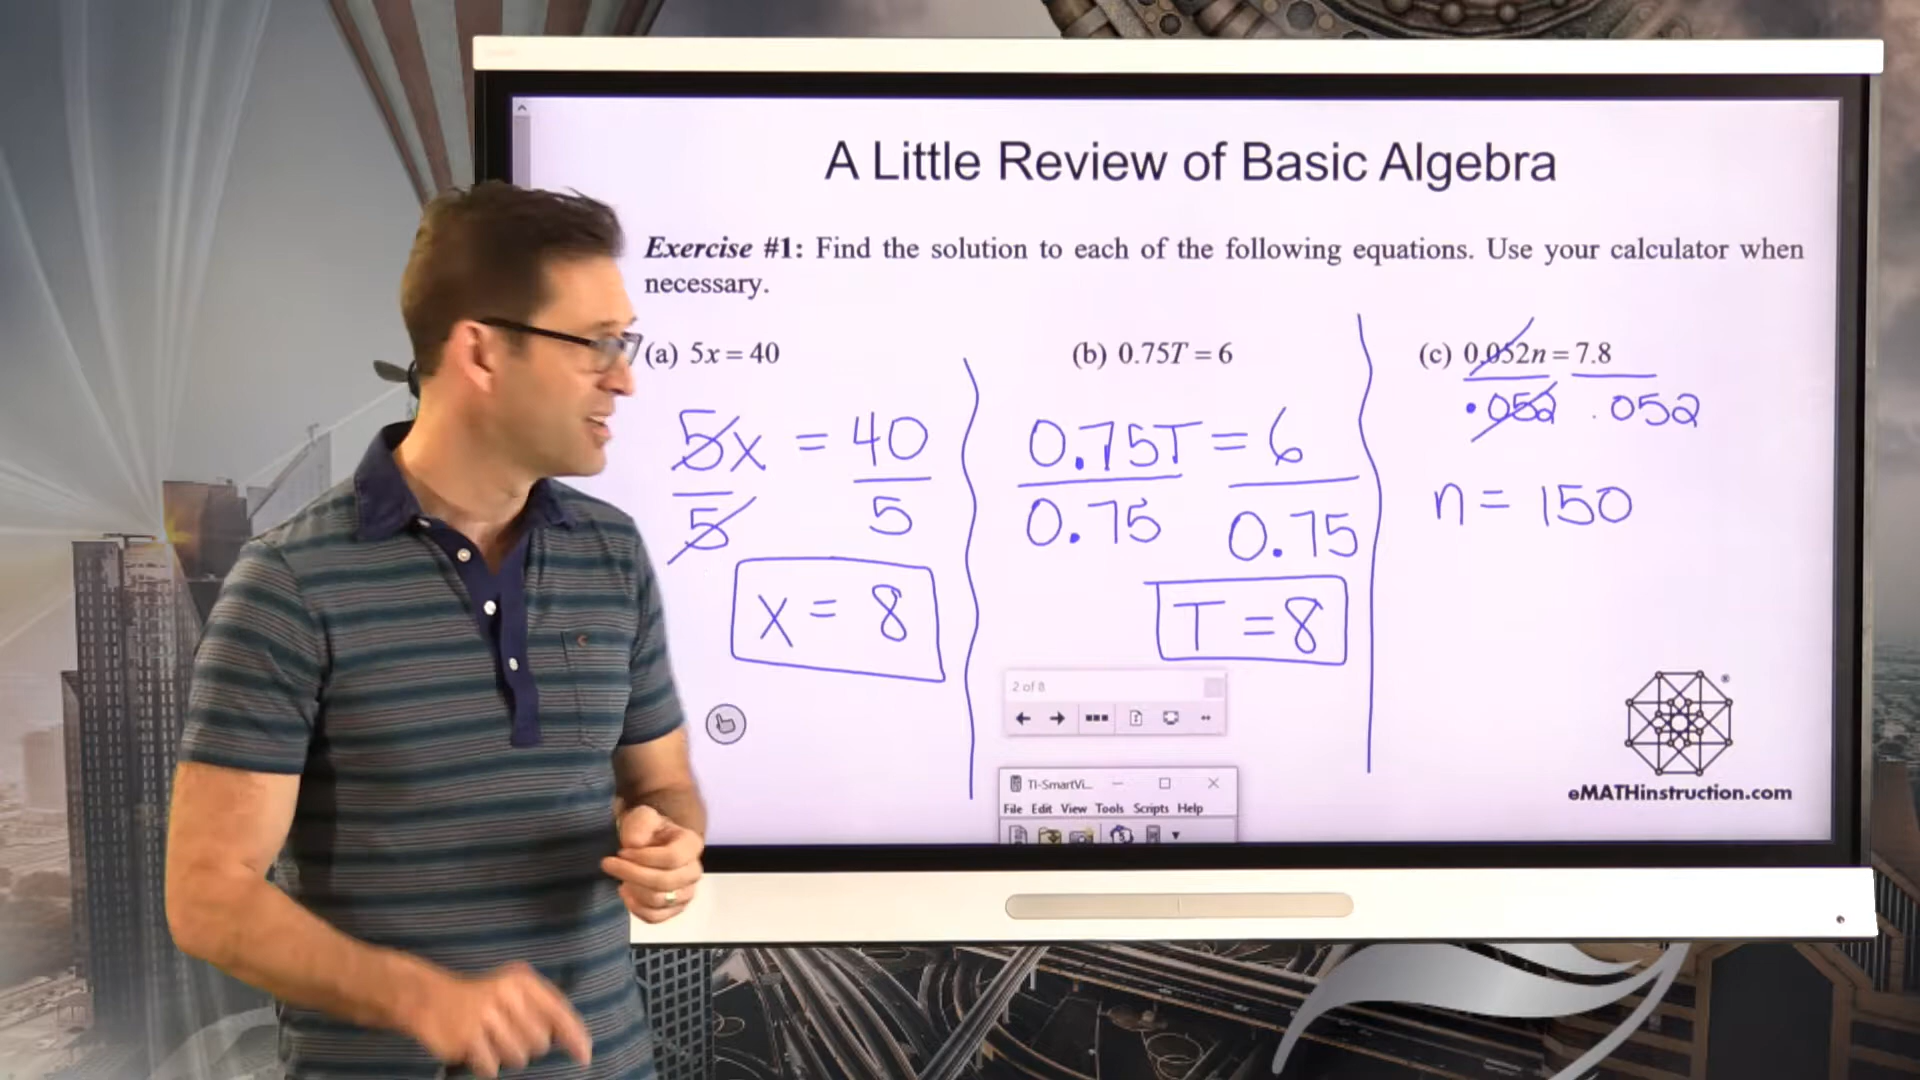 A Little Review of Basic Algebra
Exercise #1: Find the solution to each of the following equations. Use your calculator when
necessary.
(a) 5x = 40
5x = 40
5 5
x = 8
(b) 0.75T = 6
0.75T = 6
0.75 0.75
T = 8
(c) 0.052n = 7.8
.052 .052
n = 150
2 of 8
TI-SmartVi...
File Edit View Tools Scripts Help
®
eMATHinstruction.com